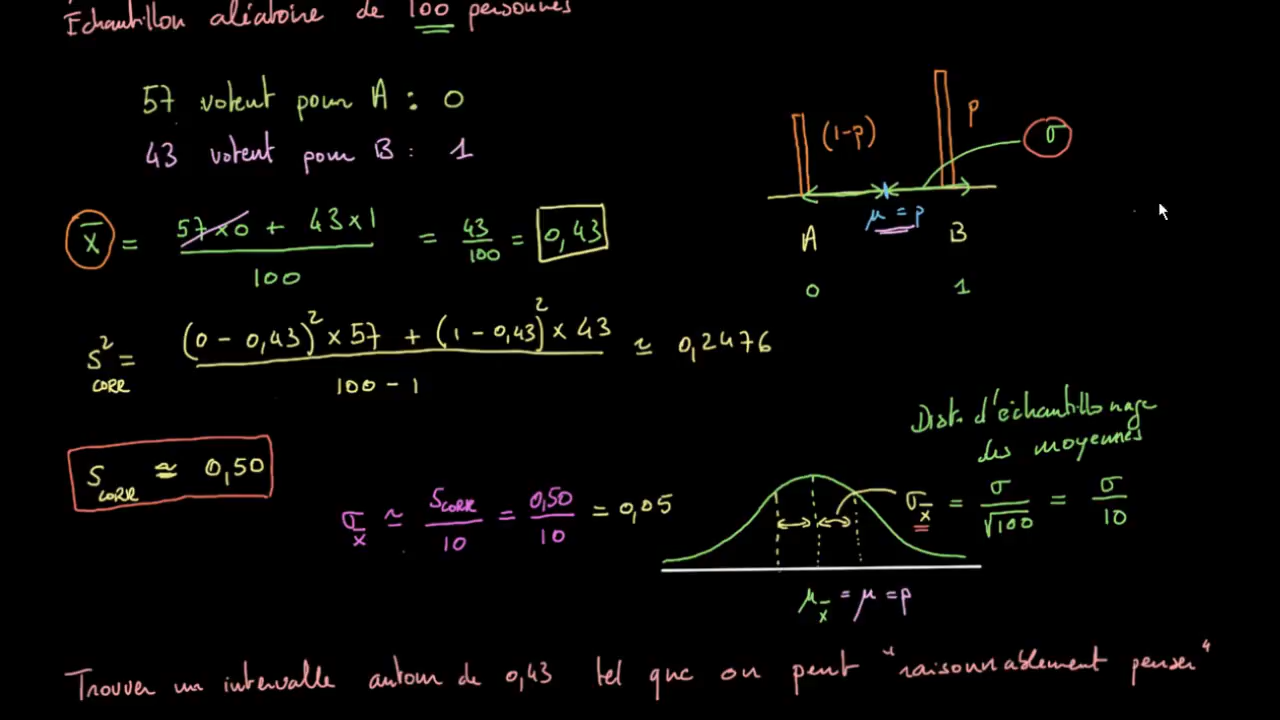 Échantillon aléatoire de 100 personnes
57 votent pour A : 0
43 votent pour B : 1
(1-p)
p
σ
μ = p
A B
0 1
x̄ = (57×0 + 43×1)/100 = 43/100 = 0,43
S²CORR = ((0 - 0,43)² × 57 + (1 - 0,43)² × 43)/(100 - 1) ≃ 0,2476
Dist. d'échantillonage
des moyennes
SCORR ≃ 0,50
σx̄ ≃ SCORR/10 = 0,50/10 = 0,05
σx̄ = σ/√100 = σ/10
μx̄ = μ = p
Trouver un intervalle autour de 0,43 tel que on peut "raisonnablement penser"